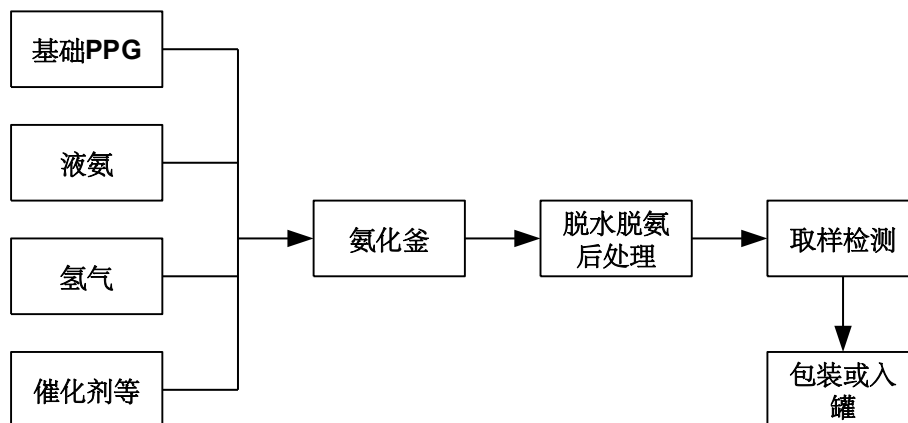 基础PPG
液氨
氢气
催化剂等
氨化釜
脱水脱氨
后处理
取样检测
包装或入
罐